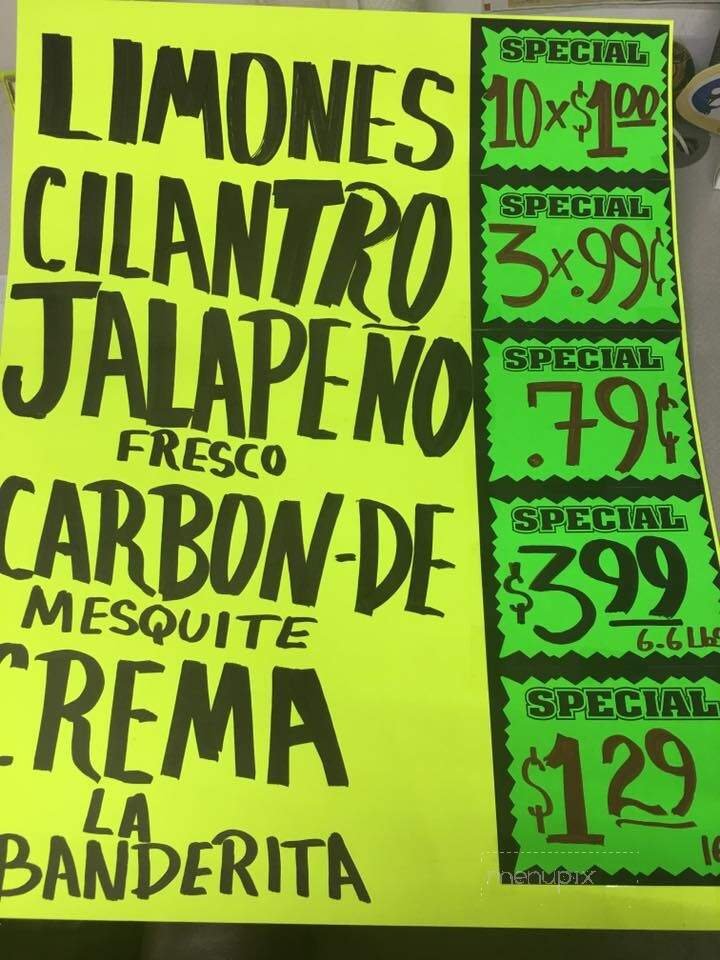 LIMONES
SPECIAL
10x$1.00
CILANTRO
SPECIAL
3x.99¢
JALAPEÑO
FRESCO
SPECIAL
.79¢
CARBON-DE
MESQUITE
SPECIAL
$3.99
6.6 Lbs
CREMA
LA
BANDERITA
SPECIAL
$1.29
menupix